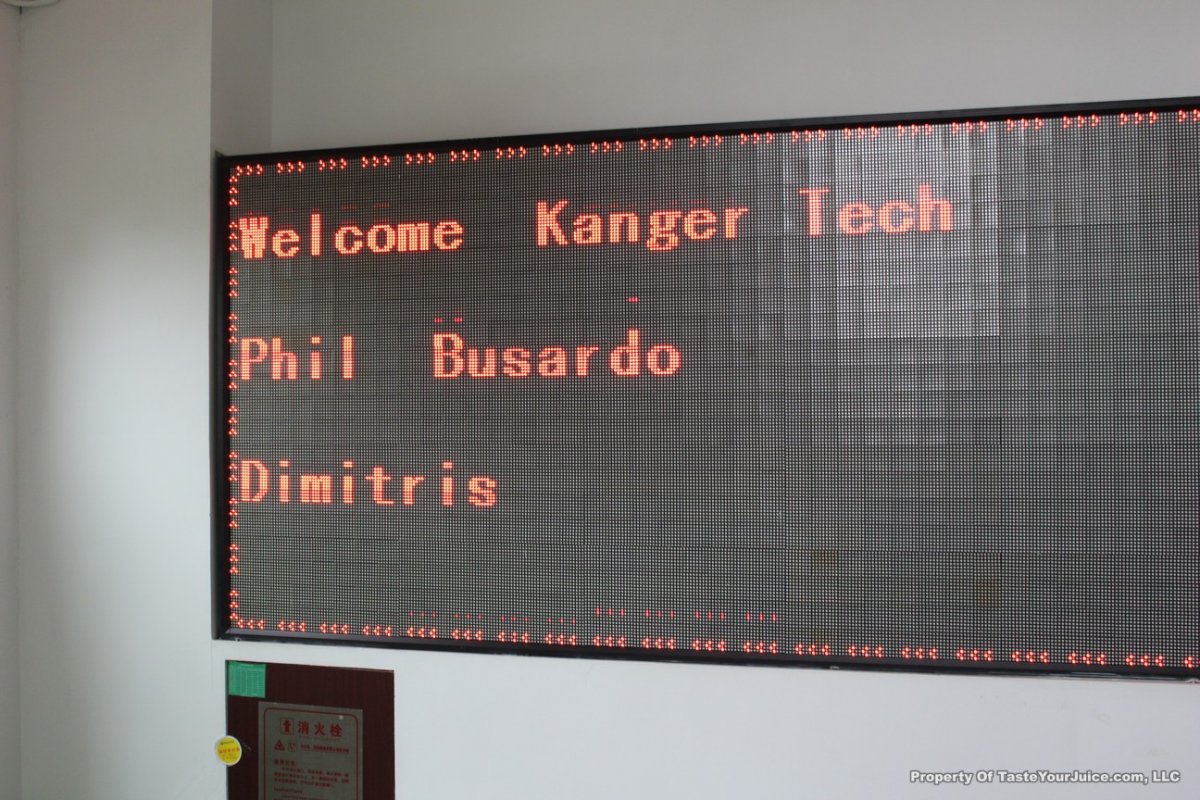 Welcome Kanger Tech
Phil Busardo
Dimitris
消火栓
Property Of TasteYourJuice.com, LLC